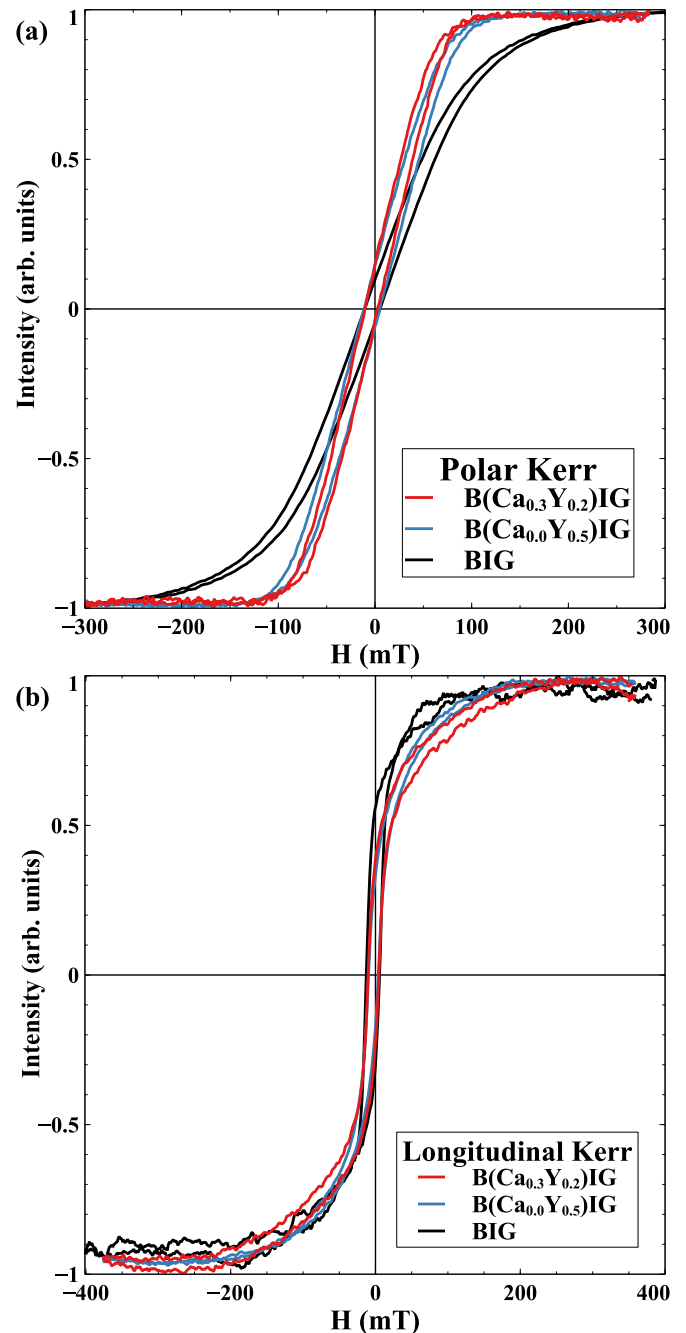 (a)
1
0.5
0
−0.5
−1
Intensity (arb. units)
Polar Kerr
B(Ca0.3Y0.2)IG
B(Ca0.0Y0.5)IG
BIG
−300 −200 −100 0 100 200 300
H (mT)
(b)
1
0.5
0
−0.5
−1
Intensity (arb. units)
Longitudinal Kerr
B(Ca0.3Y0.2)IG
B(Ca0.0Y0.5)IG
BIG
−400 −200 0 200 400
H (mT)